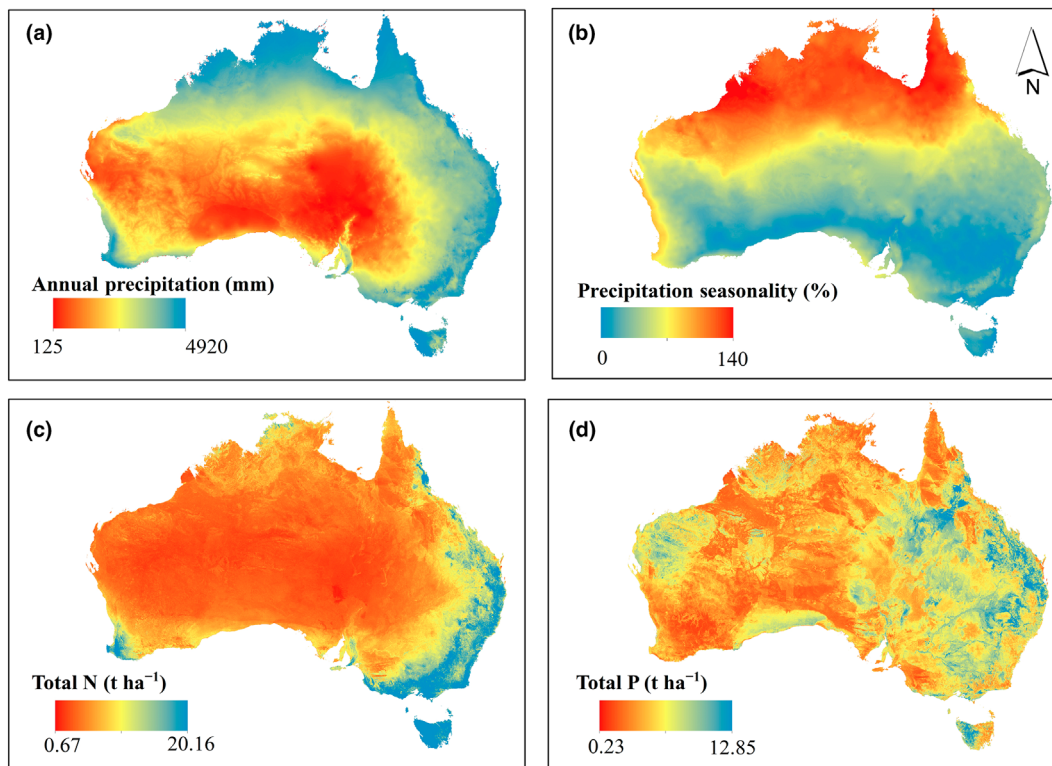 (a)
Annual precipitation (mm)
125
4920
(b)
N
Precipitation seasonality (%)
0
140
(c)
Total N (t ha⁻¹)
0.67
20.16
(d)
Total P (t ha⁻¹)
0.23
12.85